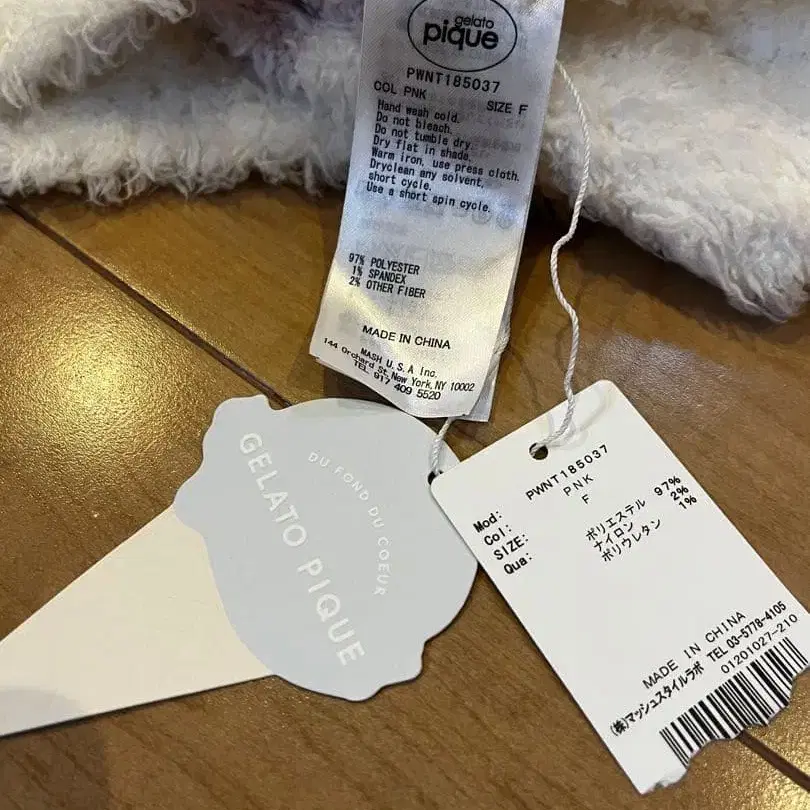 gelato
pique
PWNT185037
COL PNK SIZE F
Hand wash cold.
Do not bleach.
Do not tumble dry.
Dry flat in shade.
Warm iron, use press cloth.
Dryclean any solvent,
short cycle.
Use a short spin cycle.
97% POLYESTER
1% SPANDEX
2% OTHER FIBER
MADE IN CHINA
MASH U.S.A Inc.
144 Orchard St, New York, NY 10002
TEL 917 409 5520
DU FOND DU COEUR
GELATO PIQUE
Mod: PWNT185037
Col: PNK
SIZE: F
Qua: ポリエステル 97%
ナイロン 2%
ポリウレタン 1%
MADE IN CHINA
(株)マッシュスタイルラボ TEL 03-5778-4105
01201027-210